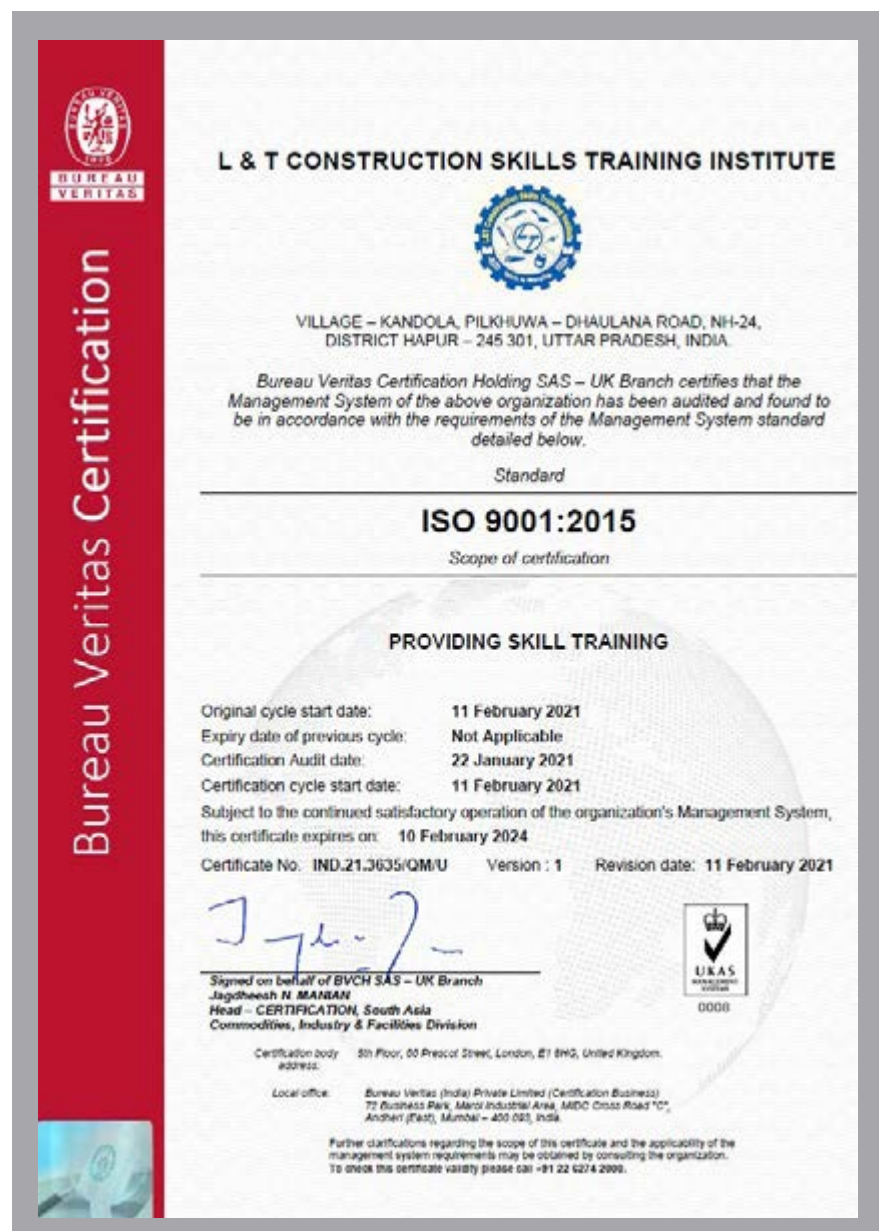 BUREAU
VERITAS
Bureau Veritas Certification
L & T CONSTRUCTION SKILLS TRAINING INSTITUTE
VILLAGE – KANDOLA, PILKHUWA – DHAULANA ROAD, NH-24,
DISTRICT HAPUR – 245 301, UTTAR PRADESH, INDIA.
Bureau Veritas Certification Holding SAS – UK Branch certifies that the
Management System of the above organization has been audited and found to
be in accordance with the requirements of the Management System standard
detailed below.
Standard
ISO 9001:2015
Scope of certification
PROVIDING SKILL TRAINING
Original cycle start date: 11 February 2021
Expiry date of previous cycle: Not Applicable
Certification Audit date: 22 January 2021
Certification cycle start date: 11 February 2021
Subject to the continued satisfactory operation of the organization's Management System,
this certificate expires on: 10 February 2024
Certificate No. IND.21.3635/QM/U Version : 1 Revision date: 11 February 2021
Signed on behalf of BVCH SAS – UK Branch
Jagdheesh N. MANIAN
Head – CERTIFICATION, South Asia
Commodities, Industry & Facilities Division
UKAS
MANAGEMENT
SYSTEMS
0008
Certification body address: 5th Floor, 66 Prescot Street, London, E1 8HG, United Kingdom.
Local office: Bureau Veritas (India) Private Limited (Certification Business)
72 Business Park, Marol Industrial Area, MIDC Cross Road "C",
Andheri (East), Mumbai – 400 093, India.
Further clarifications regarding the scope of this certificate and the applicability of the
management system requirements may be obtained by consulting the organization.
To check this certificate validity please call +91 22 6274 2000.